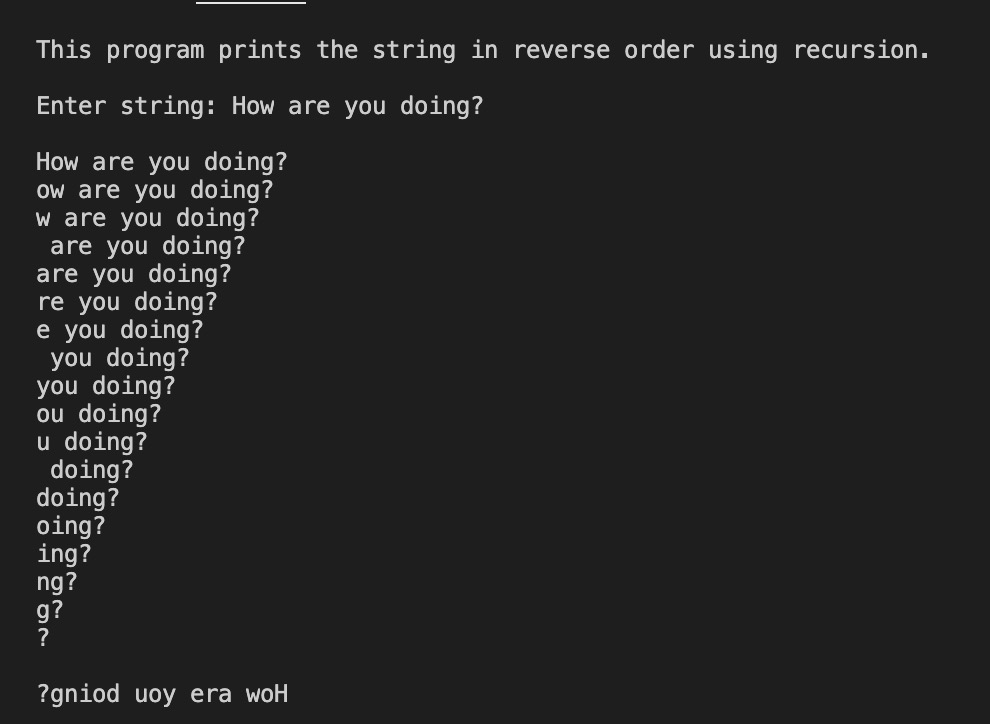 This program prints the string in reverse order using recursion.
Enter string: How are you doing?
How are you doing?
ow are you doing?
w are you doing?
 are you doing?
are you doing?
re you doing?
e you doing?
 you doing?
you doing?
ou doing?
u doing?
 doing?
doing?
oing?
ing?
ng?
g?
?
?gniod uoy era woH